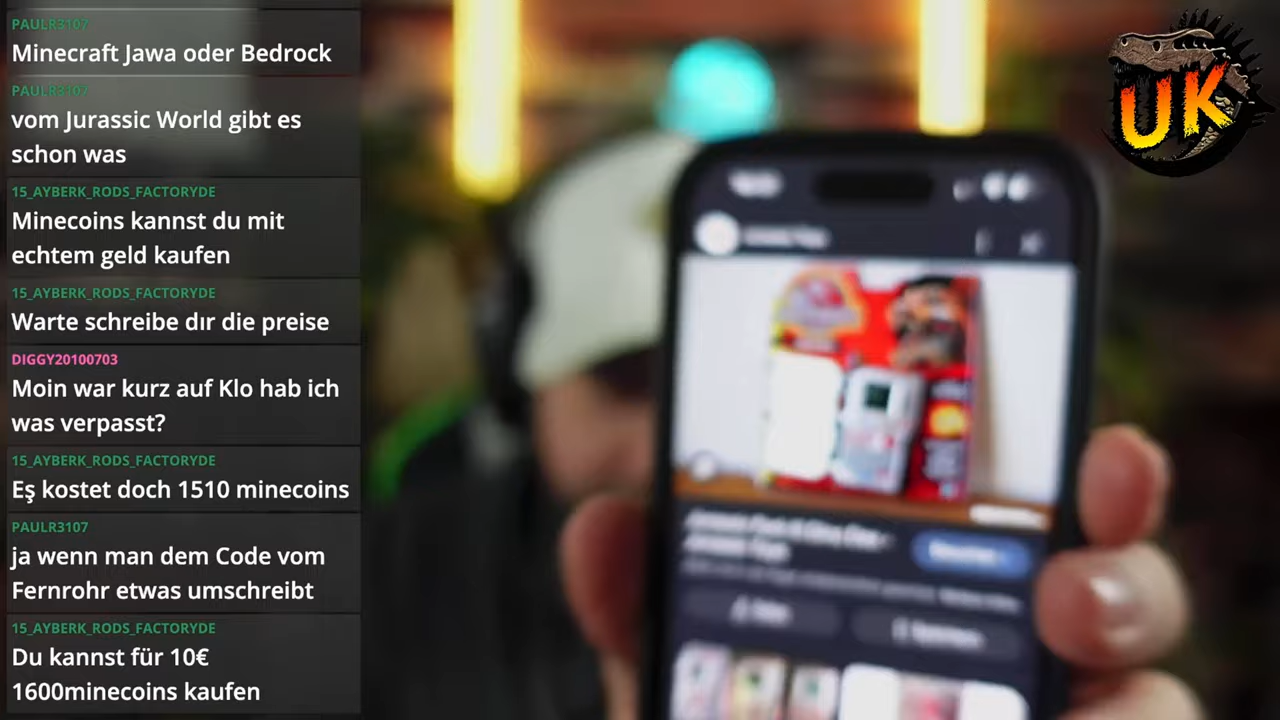 PAULR3107
Minecraft Jawa oder Bedrock
PAULR3107
vom Jurassic World gibt es
schon was
15_AYBERK_RODS_FACTORYDE
Minecoins kannst du mit
echtem geld kaufen
15_AYBERK_RODS_FACTORYDE
Warte schreibe dır die preise
DIGGY20100703
Moin war kurz auf Klo hab ich
was verpasst?
15_AYBERK_RODS_FACTORYDE
Eş kostet doch 1510 minecoins
PAULR3107
ja wenn man dem Code vom
Fernrohr etwas umschreibt
15_AYBERK_RODS_FACTORYDE
Du kannst für 10€
1600minecoins kaufen
UK